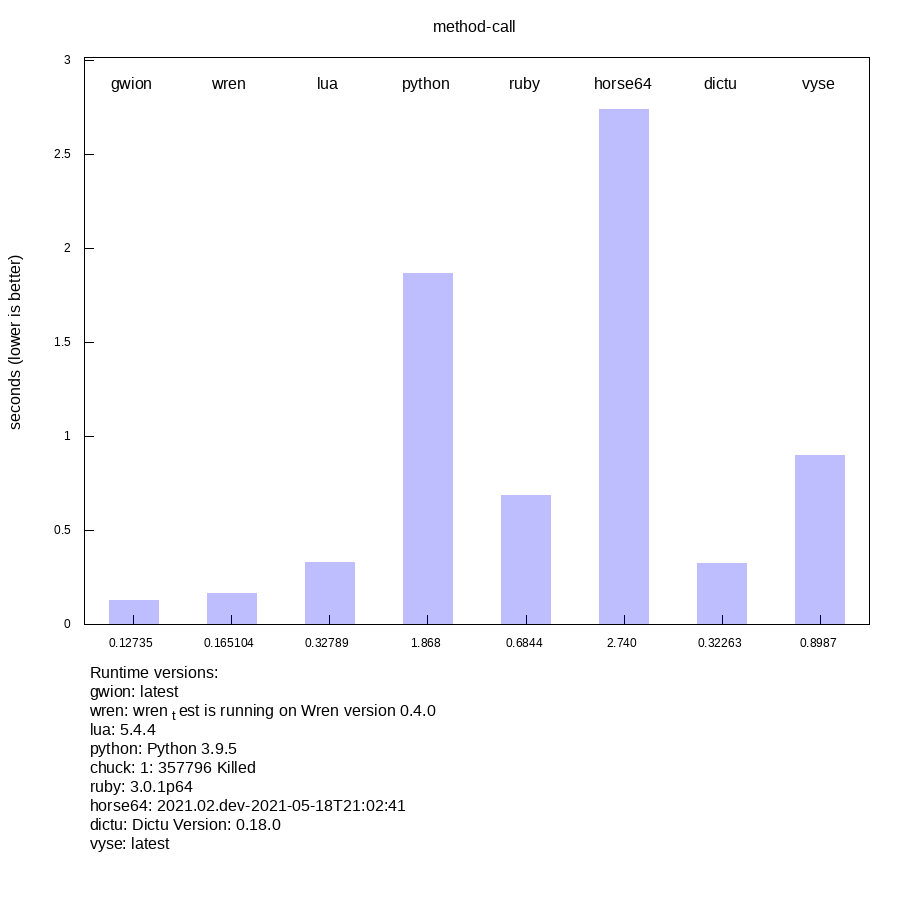 method-call
seconds (lower is better)
3
2.5
2
1.5
1
0.5
0
gwion wren lua python ruby horse64 dictu vyse
0.12735 0.165104 0.32789 1.868 0.6844 2.740 0.32263 0.8987
Runtime versions:
gwion: latest
wren: wren t est is running on Wren version 0.4.0
lua: 5.4.4
python: Python 3.9.5
chuck: 1: 357796 Killed
ruby: 3.0.1p64
horse64: 2021.02.dev-2021-05-18T21:02:41
dictu: Dictu Version: 0.18.0
vyse: latest